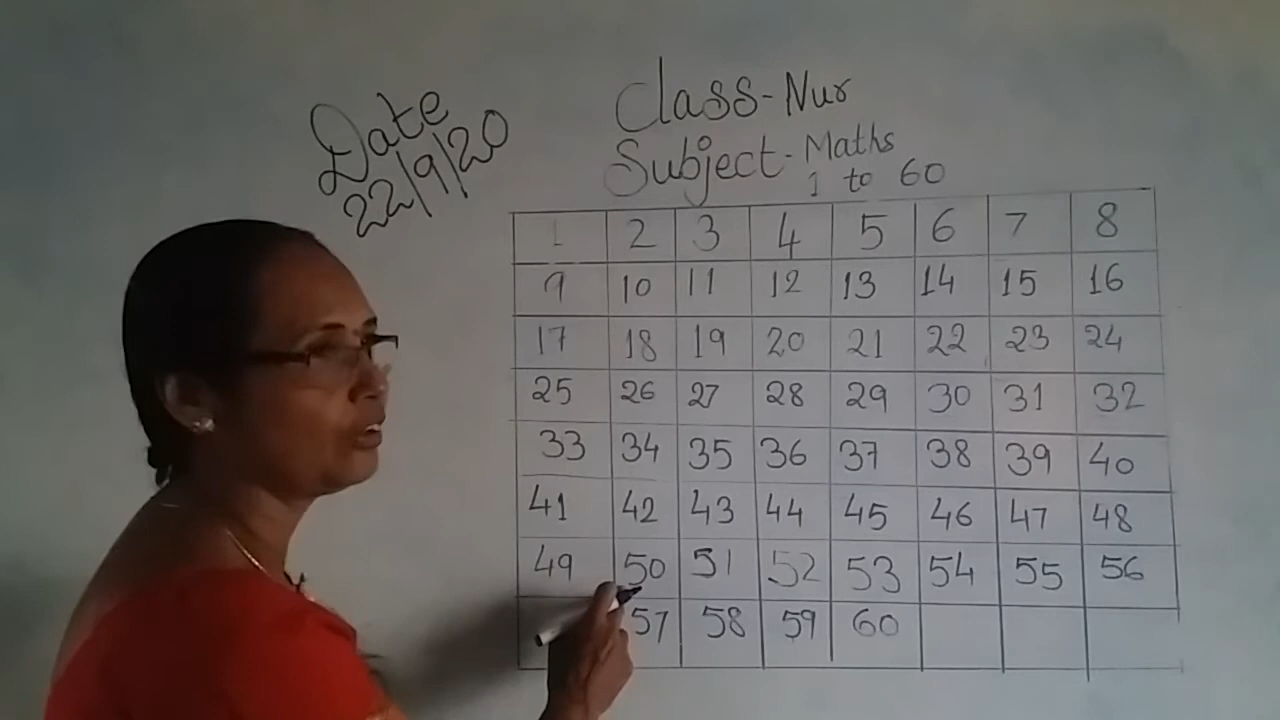 Date
22/9/20
Class-Nur
Subject-Maths
1 to 60
1 2 3 4 5 6 7 8
9 10 11 12 13 14 15 16
17 18 19 20 21 22 23 24
25 26 27 28 29 30 31 32
33 34 35 36 37 38 39 40
41 42 43 44 45 46 47 48
49 50 51 52 53 54 55 56
57 58 59 60